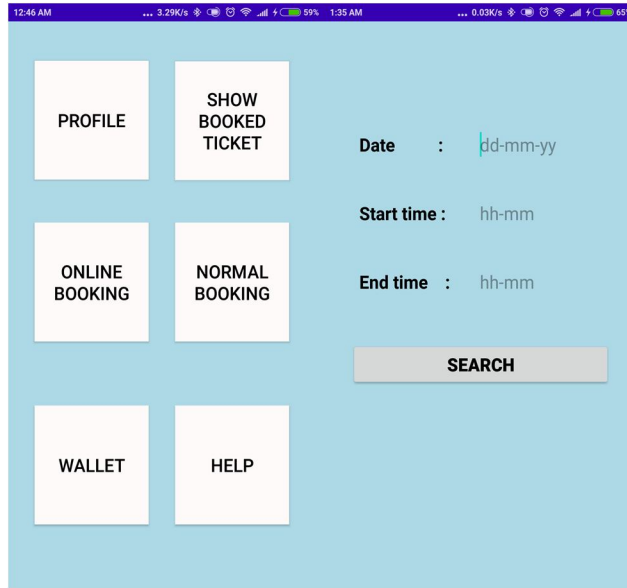 12:46 AM ... 3.29K/s 59%
PROFILE
SHOW
BOOKED
TICKET
ONLINE
BOOKING
NORMAL
BOOKING
WALLET
HELP
1:35 AM ... 0.03K/s 65%
Date : dd-mm-yy
Start time : hh-mm
End time : hh-mm
SEARCH